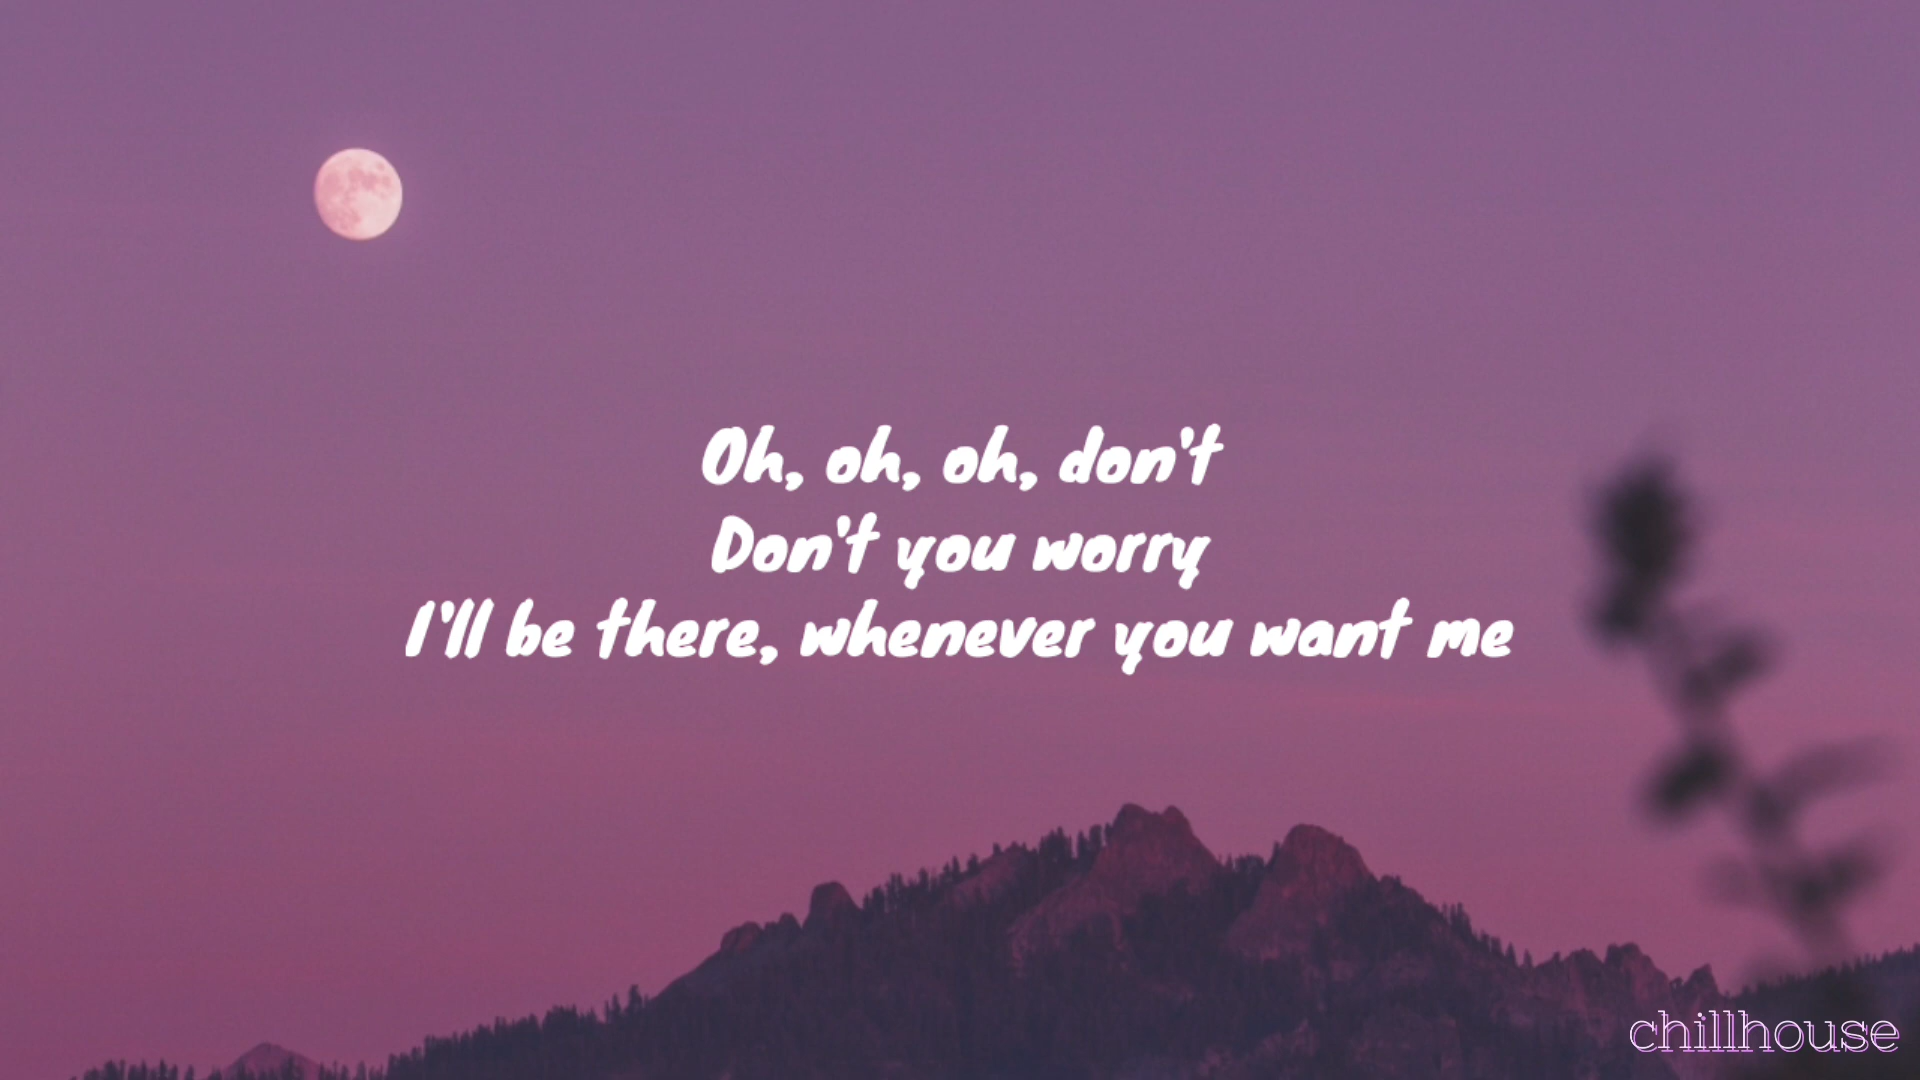 Oh, oh, oh, don't
Don't you worry
I'll be there, whenever you want me
chillhouse